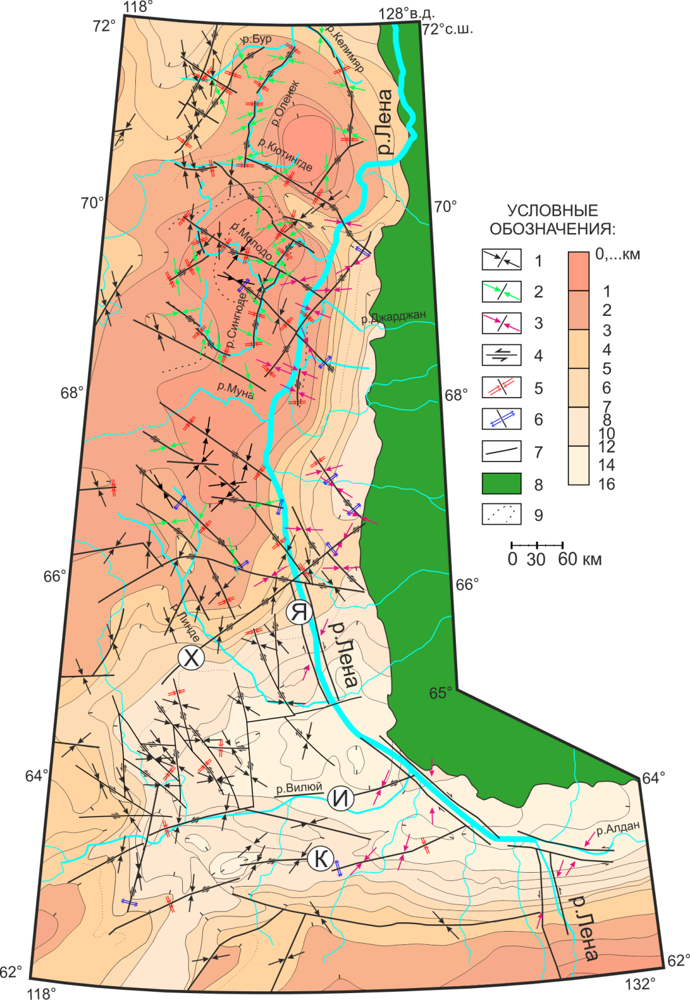 118°
128°в.д.
72°
72°с.ш.
р.Бур
р.Келимяр
р.Оленек
р.Лена
р.Кютингде
70°
70°
УСЛОВНЫЕ
ОБОЗНАЧЕНИЯ:
р.Молодо
1
2
3
4
5
6
7
8
9
0,...км
1
2
3
4
5
6
7
8
10
12
14
16
0 30 60 км
р.Сингюде
р.Джарджан
68°
68°
р.Муна
66°
66°
Я
р.Линде
р.Лена
Х
65°
64°
64°
р.Вилюй
И
р.Алдан
К
р.Лена
62°
62°
118°
132°